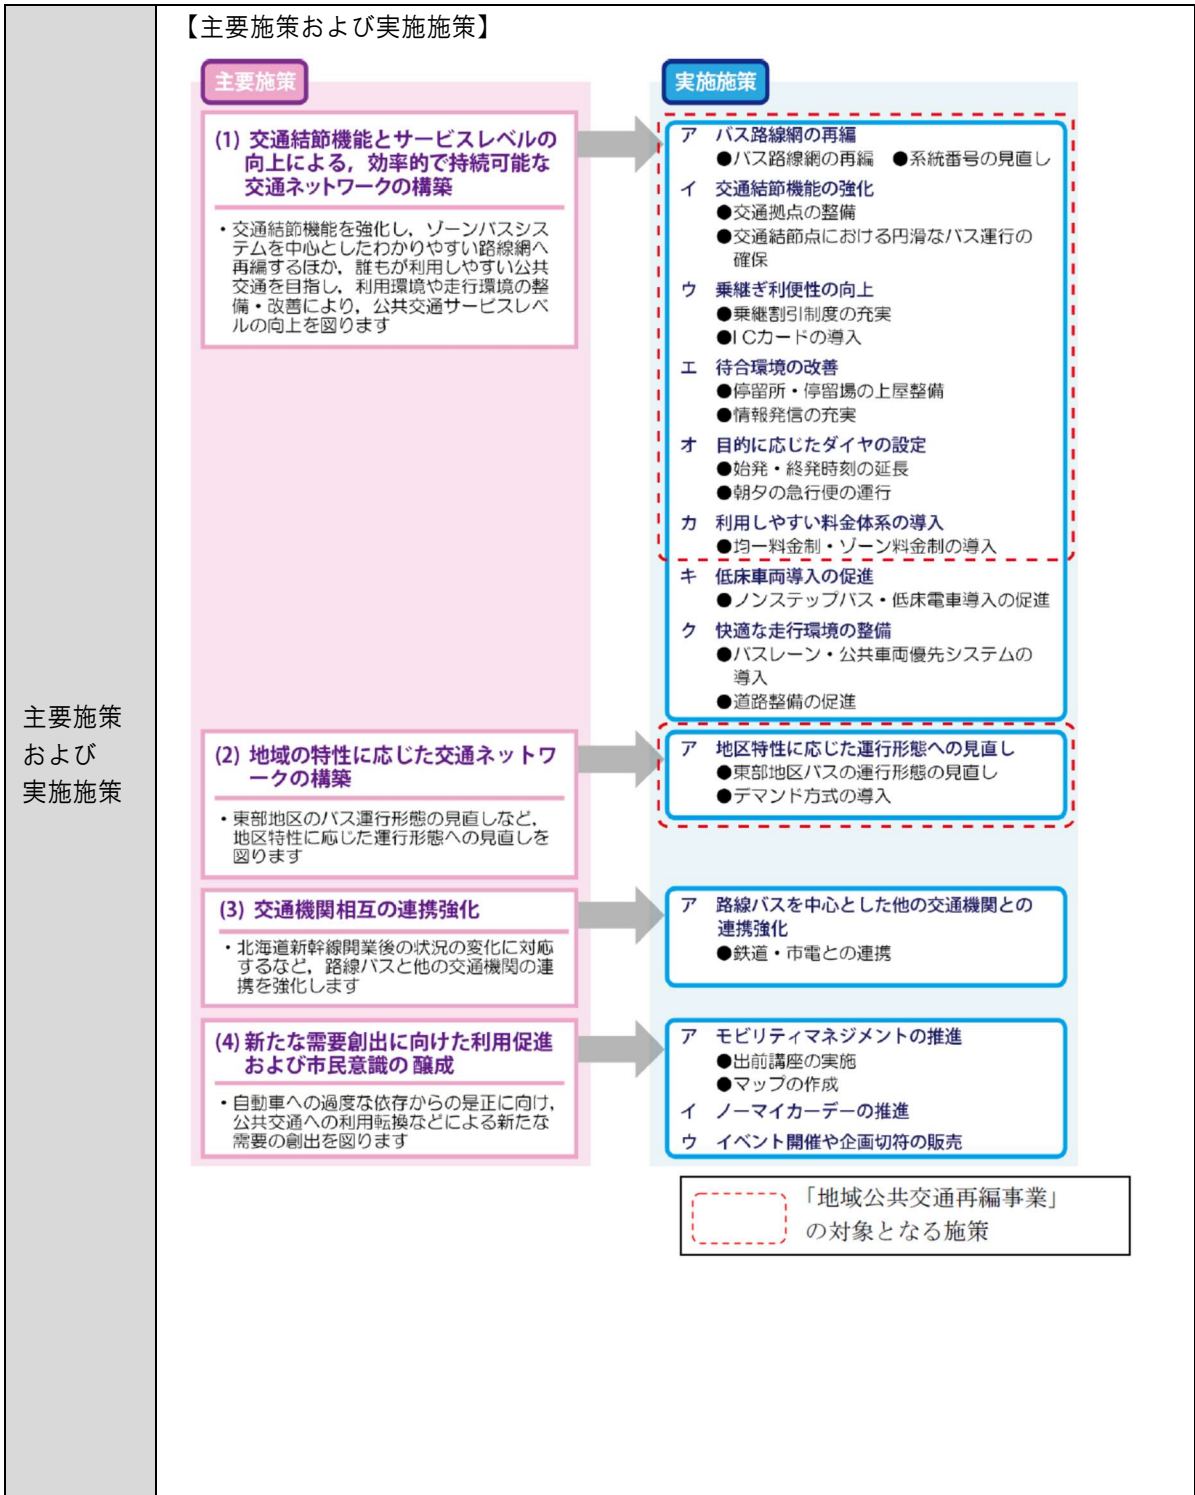 主要施策
および
実施施策
【主要施策および実施施策】
主要施策
(1) 交通結節機能とサービスレベルの
向上による，効率的で持続可能な
交通ネットワークの構築
・交通結節機能を強化し，ゾーンバスシス
テムを中心としたわかりやすい路線網へ
再編するほか，誰もが利用しやすい公共
交通を目指し，利用環境や走行環境の整
備・改善により，公共交通サービスレベ
ルの向上を図ります
実施施策
ア バス路線網の再編
●バス路線網の再編 ●系統番号の見直し
イ 交通結節機能の強化
●交通拠点の整備
●交通結節点における円滑なバス運行の
確保
ウ 乗継ぎ利便性の向上
●乗継割引制度の充実
●ICカードの導入
エ 待合環境の改善
●停留所・停留場の上屋整備
●情報発信の充実
オ 目的に応じたダイヤの設定
●始発・終発時刻の延長
●朝夕の急行便の運行
カ 利用しやすい料金体系の導入
●均一料金制・ゾーン料金制の導入
キ 低床車両導入の促進
●ノンステップバス・低床電車導入の促進
ク 快適な走行環境の整備
●バスレーン・公共車両優先システムの
導入
●道路整備の促進
(2) 地域の特性に応じた交通ネットワ
ークの構築
・東部地区のバス運行形態の見直しなど，
地区特性に応じた運行形態への見直しを
図ります
ア 地区特性に応じた運行形態への見直し
●東部地区バスの運行形態の見直し
●デマンド方式の導入
(3) 交通機関相互の連携強化
・北海道新幹線開業後の状況の変化に対応
するなど，路線バスと他の交通機関の連
携を強化します
ア 路線バスを中心とした他の交通機関との
連携強化
●鉄道・市電との連携
(4) 新たな需要創出に向けた利用促進
および市民意識の 醸成
・自動車への過度な依存からの是正に向け，
公共交通への利用転換などによる新たな
需要の創出を図ります
ア モビリティマネジメントの推進
●出前講座の実施
●マップの作成
イ ノーマイカーデーの推進
ウ イベント開催や企画切符の販売
「地域公共交通再編事業」
の対象となる施策